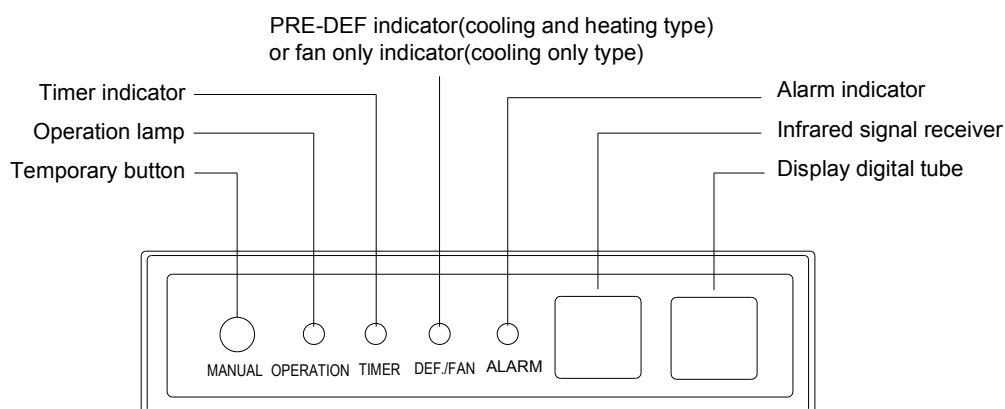 PRE-DEF indicator(cooling and heating type)
or fan only indicator(cooling only type)
Timer indicator
Operation lamp
Temporary button
Alarm indicator
Infrared signal receiver
Display digital tube
MANUAL OPERATION TIMER DEF./FAN ALARM